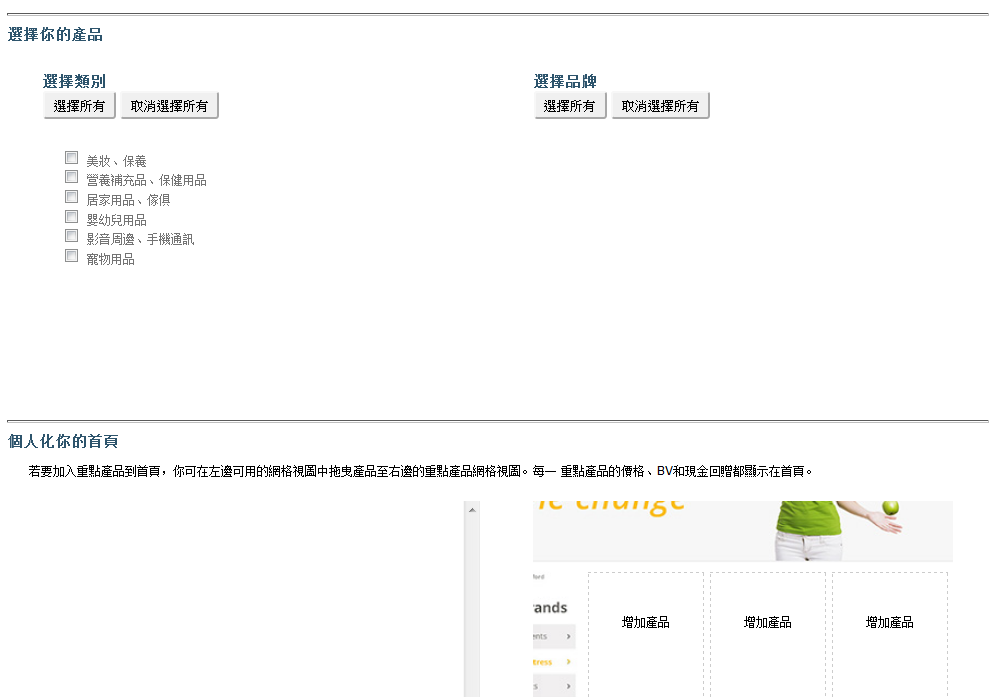 選擇你的產品
選擇類別
選擇所有 取消選擇所有
選擇品牌
選擇所有 取消選擇所有
美妝、保養
營養補充品、保健用品
居家用品、傢俱
嬰幼兒用品
影音周邊、手機通訊
寵物用品
個人化你的首頁
若要加入重點產品到首頁，你可在左邊可用的網格視圖中拖曳產品至右邊的重點產品網格視圖。每一 重點產品的價格、BV和現金回贈都顯示在首頁。
change
ford
rands
ents
tress
s
增加產品 增加產品 增加產品